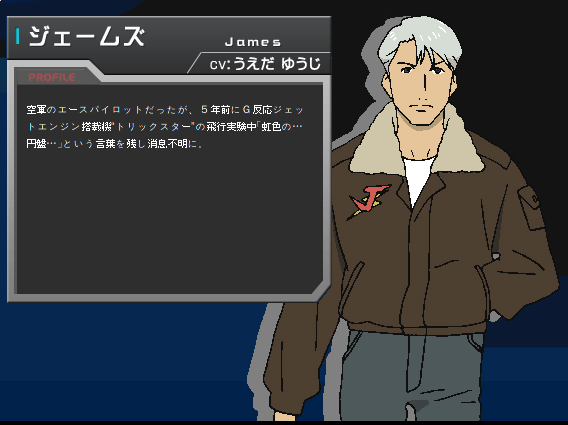 ジェームズ
James
CV:うえだ ゆうじ
PROFILE
空軍のエースパイロットだったが、５年前にＧ反応ジェッ
トエンジン搭載機"トリックスター"の飛行実験中「虹色の…
円盤…」という言葉を残し消息不明に。
J